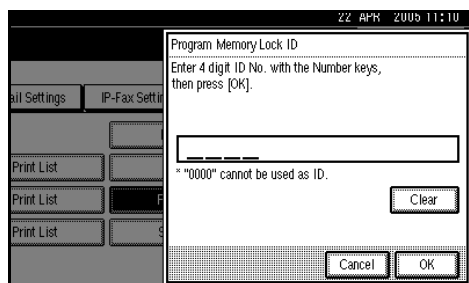 22 APR 2005 11:10
Program Memory Lock ID
Enter 4 digit ID No. with the Number keys,
then press [OK].
ail Settings
IP-Fax Settin
Print List
* "0000" cannot be used as ID.
Print List
Clear
Print List
Cancel
OK